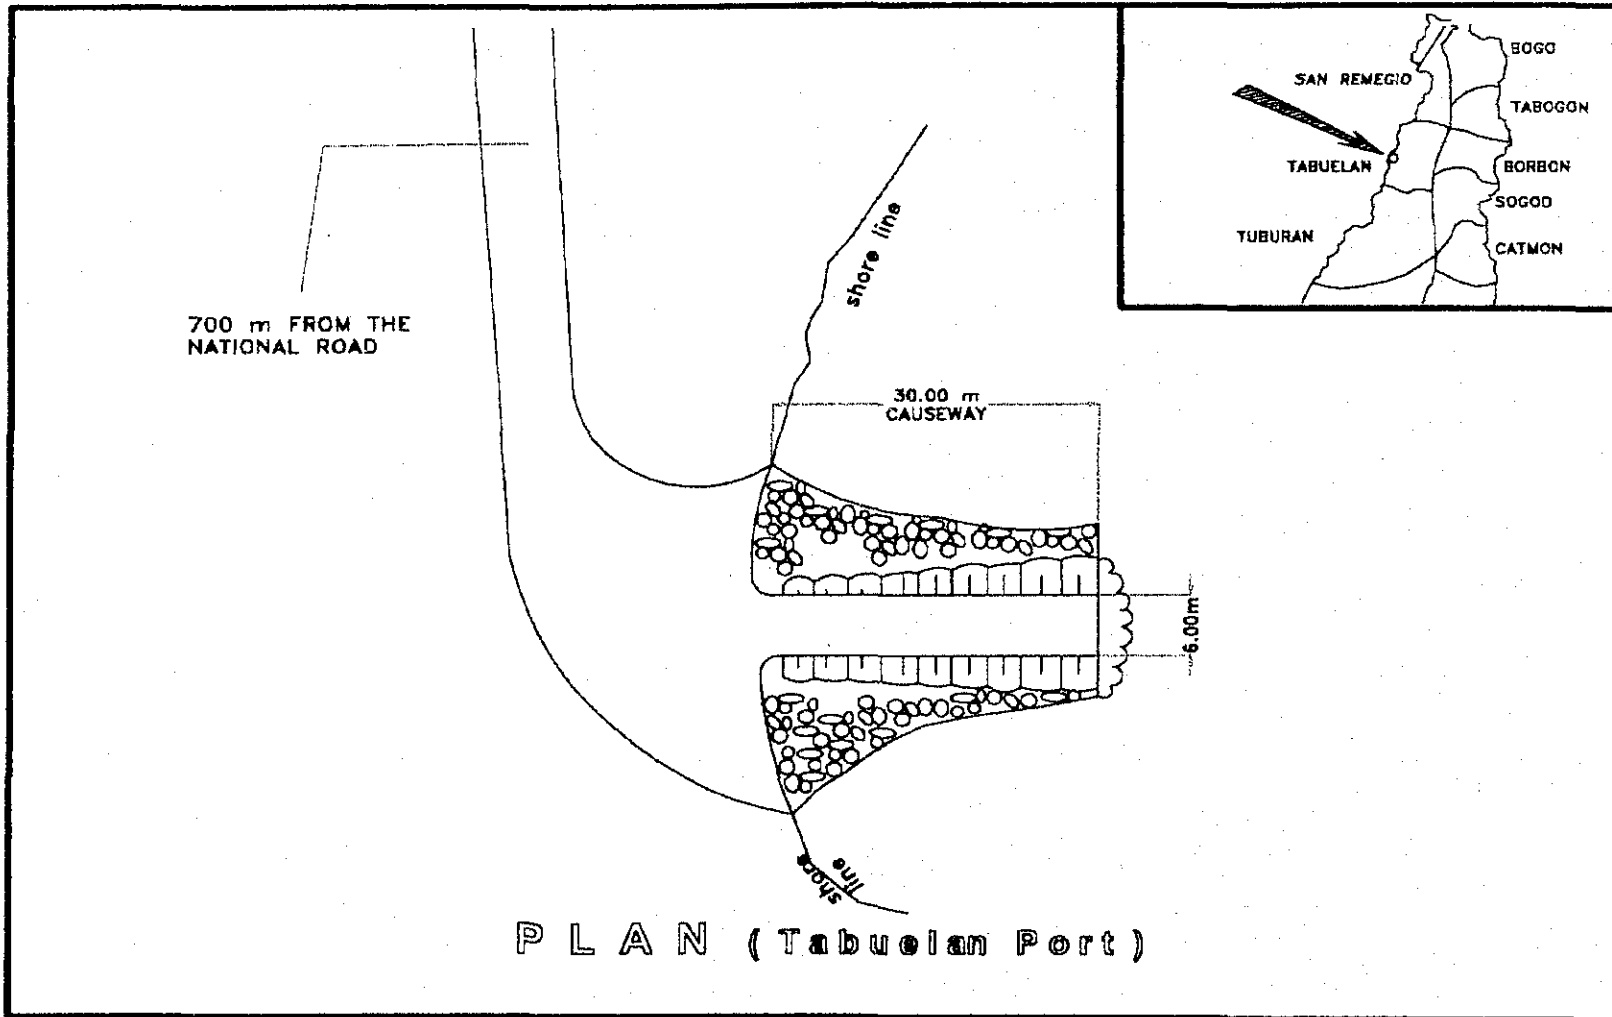 BOGO
SAN REMEGIO
TABOGON
TABUELAN
BORBON
SOGOD
TUBURAN
CATMON
shore line
700 m FROM THE
NATIONAL ROAD
30.00 m
CAUSEWAY
6.00m
shore
line
PLAN (Tabuelan Port)